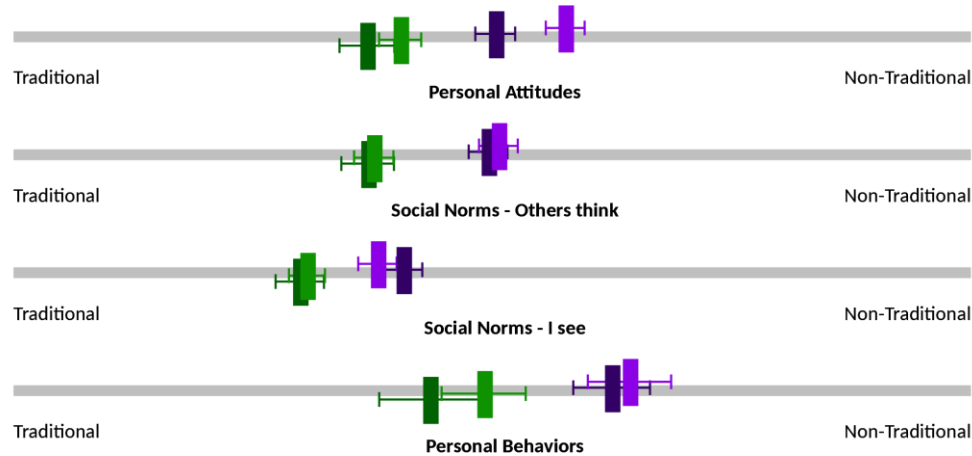 Traditional
Non-Traditional
Personal Attitudes
Traditional
Non-Traditional
Social Norms - Others think
Traditional
Non-Traditional
Social Norms - I see
Traditional
Non-Traditional
Personal Behaviors